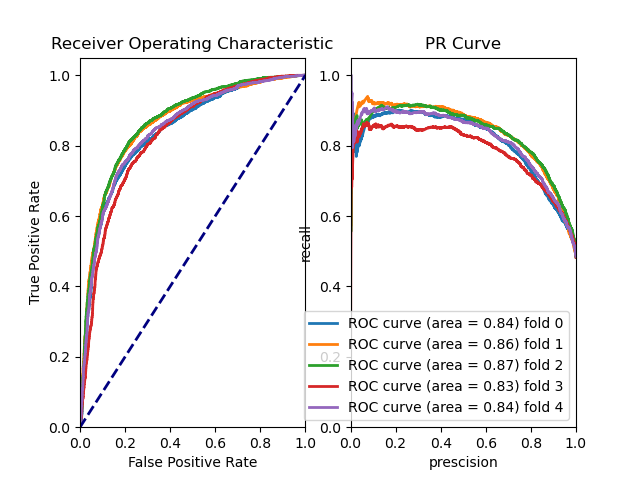 Receiver Operating Characteristic
1.0
0.8
0.6
0.4
0.2
0.0
True Positive Rate
0.0 0.2 0.4 0.6 0.8 1.0
False Positive Rate
PR Curve
1.0
0.8
0.6
0.4
0.2
0.0
recall
0.0 0.2 0.4 0.6 0.8 1.0
prescision
ROC curve (area = 0.84) fold 0
ROC curve (area = 0.86) fold 1
ROC curve (area = 0.87) fold 2
ROC curve (area = 0.83) fold 3
ROC curve (area = 0.84) fold 4